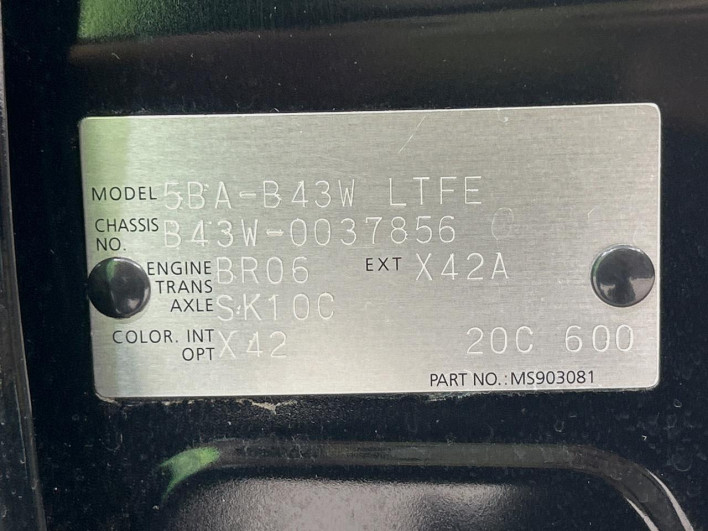 MODEL 5BA-B43W LTFE
CHASSIS NO. B43W-0037856
ENGINE BR06 EXT X42A
TRANS AXLE SK10C
COLOR. INT X42 20C 600
OPT
PART NO.: MS903081